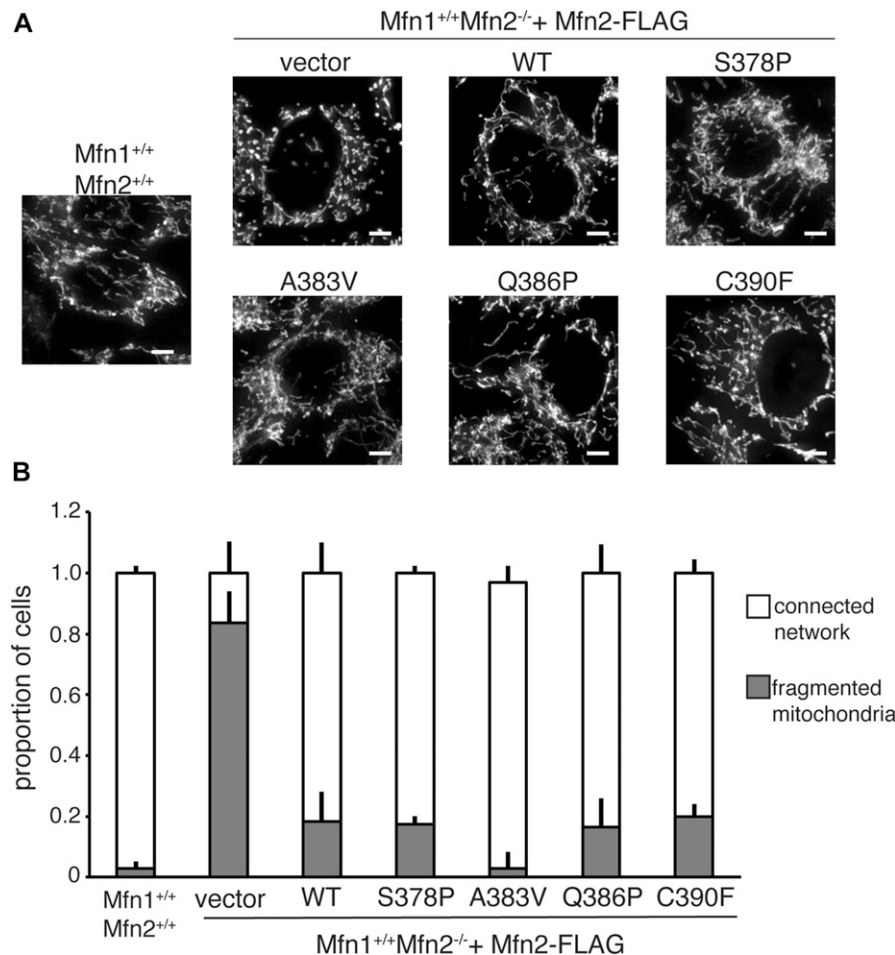 A
Mfn1+/+Mfn2-/-+ Mfn2-FLAG
vector WT S378P
Mfn1+/+
Mfn2+/+
A383V Q386P C390F
B
1.2
1.0
0.8
0.6
0.4
0.2
0
proportion of cells
connected
network
fragmented
mitochondria
Mfn1+/+
Mfn2+/+
vector WT S378P A383V Q386P C390F
Mfn1+/+Mfn2-/-+ Mfn2-FLAG